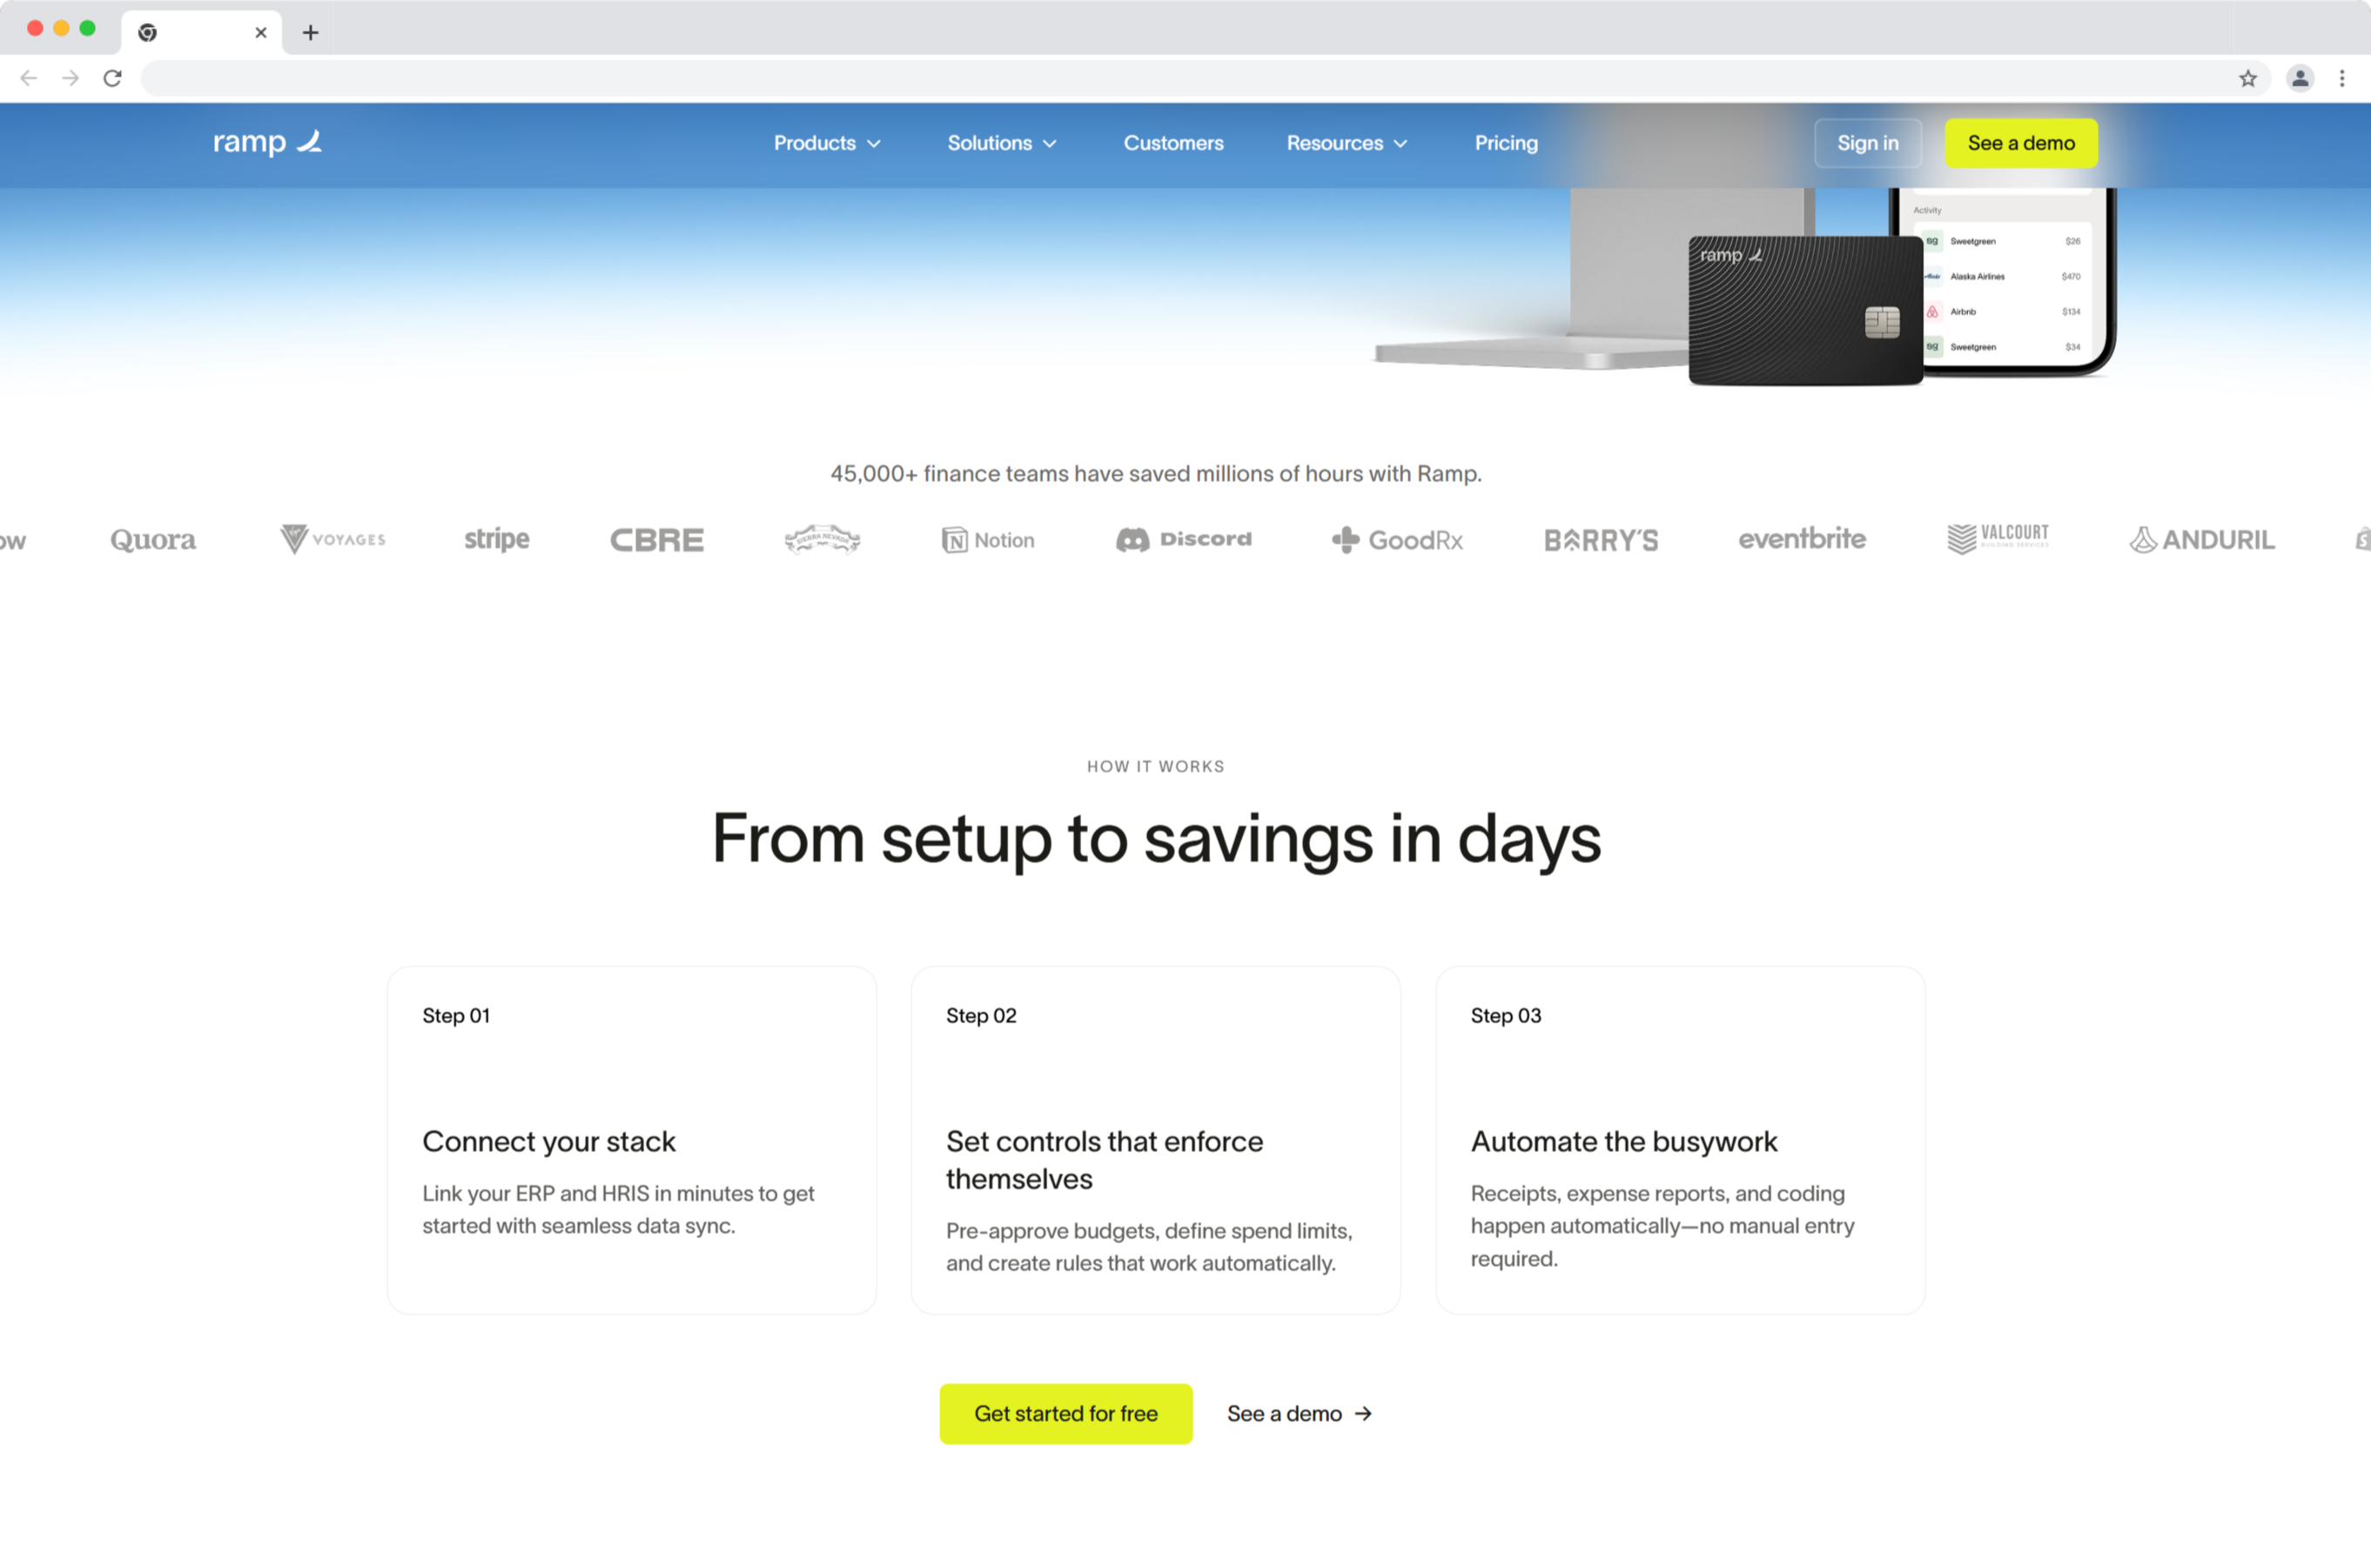 ramp
Products
Solutions
Customers
Resources
Pricing
Sign in
See a demo
Activity
Sweetgreen $26
Alaska Airlines $470
Airbnb $134
Sweetgreen $34
ramp
45,000+ finance teams have saved millions of hours with Ramp.
ow
Quora
VOYAGES
stripe
CBRE
SIERRA NEVADA
Notion
Discord
GoodRx
BARRY'S
eventbrite
VALCOURT
BUILDING SERVICES
ANDURIL
HOW IT WORKS
From setup to savings in days
Step 01
Connect your stack
Link your ERP and HRIS in minutes to get
started with seamless data sync.
Step 02
Set controls that enforce
themselves
Pre-approve budgets, define spend limits,
and create rules that work automatically.
Step 03
Automate the busywork
Receipts, expense reports, and coding
happen automatically—no manual entry
required.
Get started for free
See a demo →